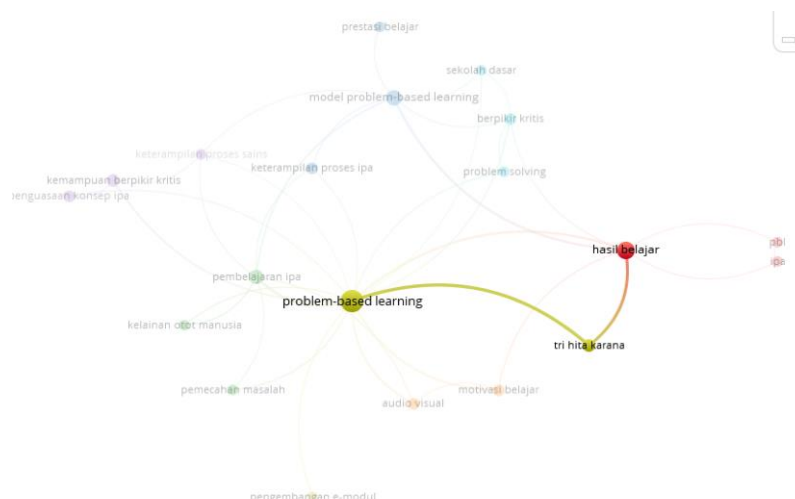 prestasi belajar
sekolah dasar
model problem-based learning
berpikir kritis
keterampilan proses sains
keterampilan proses ipa
problem solving
kemampuan berpikir kritis
penguasaan konsep ipa
hasil belajar
pbl
ipa
pembelajaran ipa
problem-based learning
kelainan otot manusia
tri hita karana
pemecahan masalah
motivasi belajar
audio visual
pengembangan e-modul